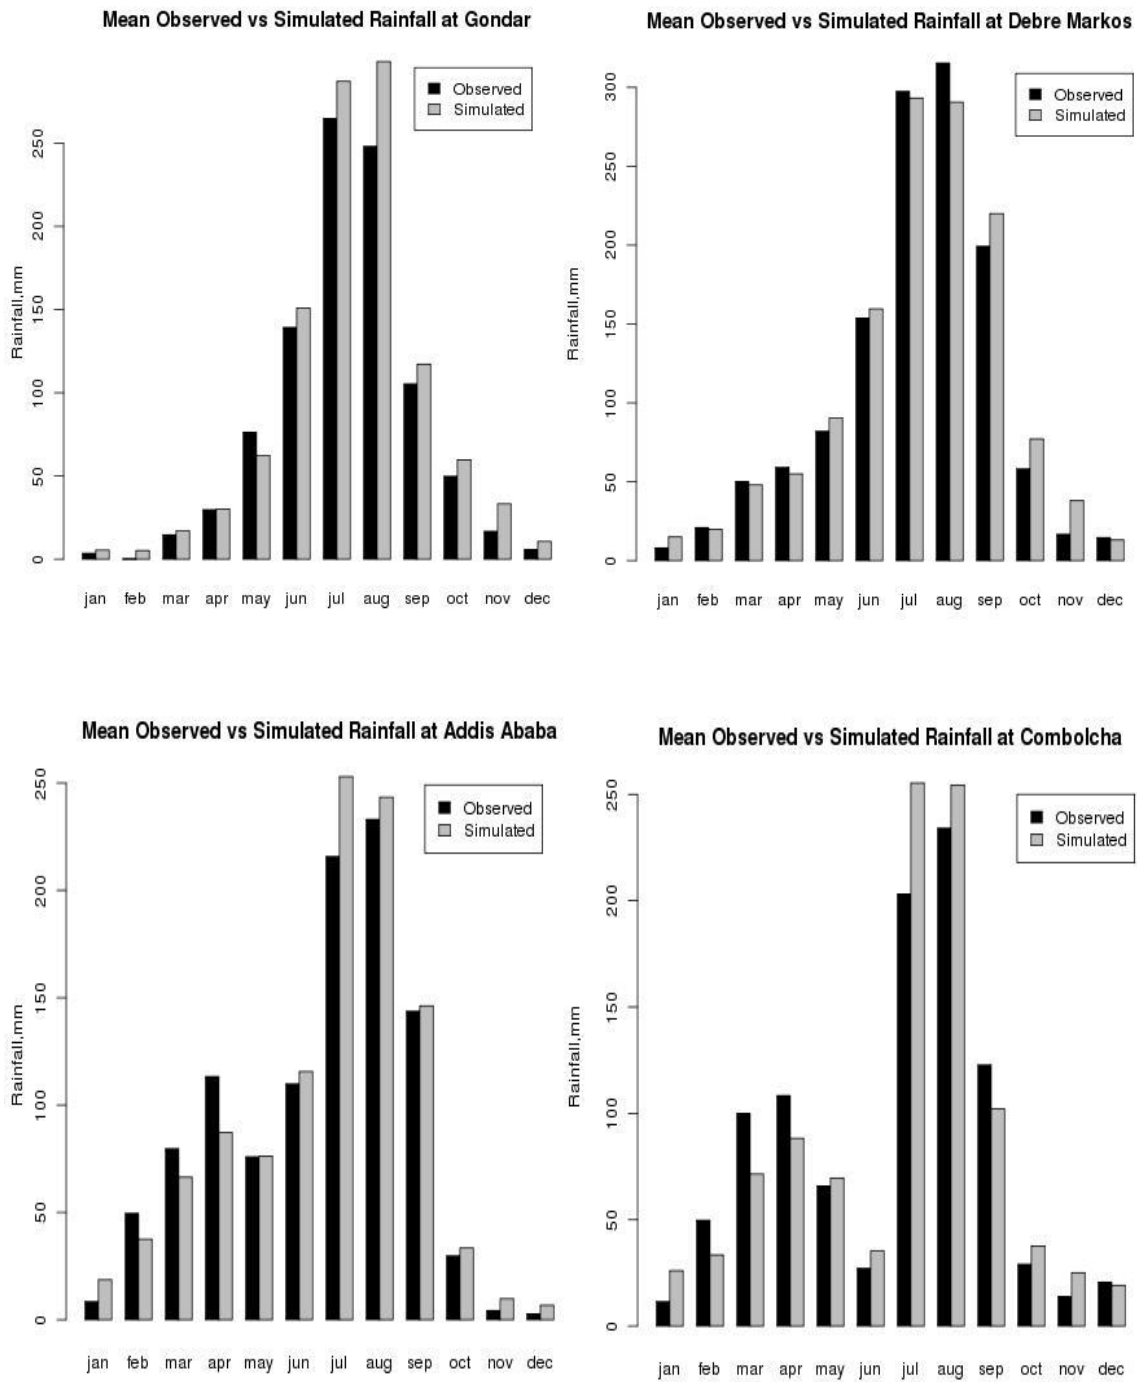 Mean Observed vs Simulated Rainfall at Gondar
Observed
Simulated
Rainfall,mm
0
50
100
150
200
250
jan feb mar apr may jun jul aug sep oct nov dec
Mean Observed vs Simulated Rainfall at Debre Markos
Observed
Simulated
Rainfall,mm
0
50
100
150
200
250
300
jan feb mar apr may jun jul aug sep oct nov dec
Mean Observed vs Simulated Rainfall at Addis Ababa
Observed
Simulated
Rainfall,mm
0
50
100
150
200
250
jan feb mar apr may jun jul aug sep oct nov dec
Mean Observed vs Simulated Rainfall at Combolcha
Observed
Simulated
Rainfall,mm
0
50
100
150
200
250
jan feb mar apr may jun jul aug sep oct nov dec